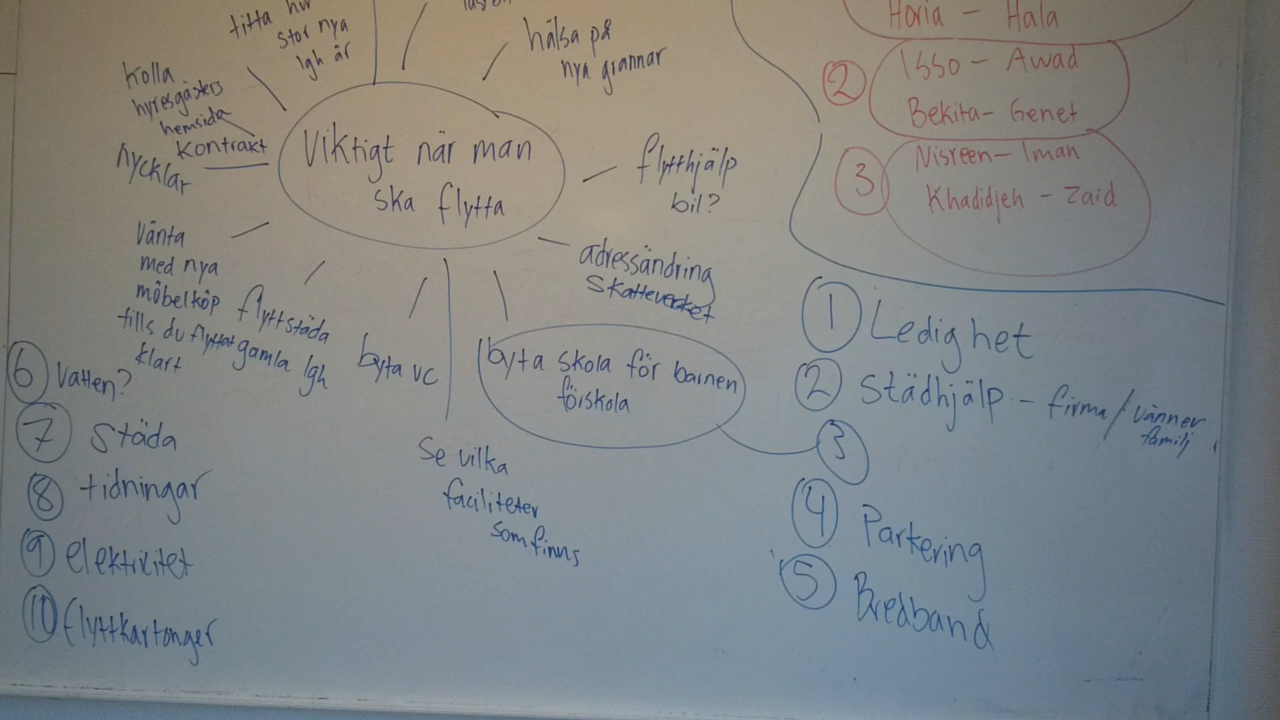 titta hur
stor nya
lgh är
hälsa på
nya grannar
kolla
hyresgästers
hemsida
kontrakt
nycklar
Viktigt när man
ska flytta
flytthjälp
bil?
vänta
med nya
möbelköp
tills du flyttat
klart
flyttstäda
gamla lgh
byta vc
adressändring
skatteverket
byta skola för barnen
förskola
se vilka
faciliteter
som finns
Horia - Hala
2 Isso - Awad
Bekita - Genet
3 Nisreen - Iman
Khadidjeh - Zaid
1 Ledighet
2 städhjälp - firma / vänner
familj
3
4 Parkering
5 Bredband
6 vatten?
7 städa
8 tidningar
9 elektricitet
10 flyttkartonger